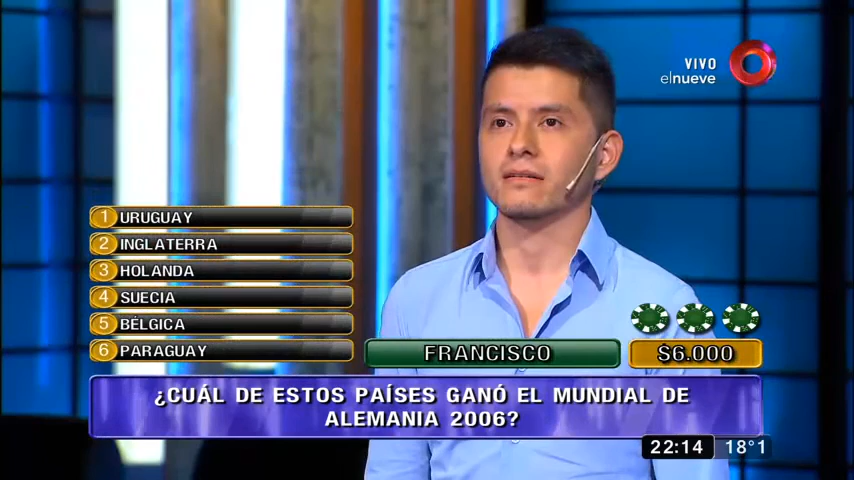 VIVO
elnueve
1 URUGUAY
2 INGLATERRA
3 HOLANDA
4 SUECIA
5 BÉLGICA
6 PARAGUAY
FRANCISCO
$6.000
¿CUÁL DE ESTOS PAÍSES GANÓ EL MUNDIAL DE
ALEMANIA 2006?
22:14 18°1